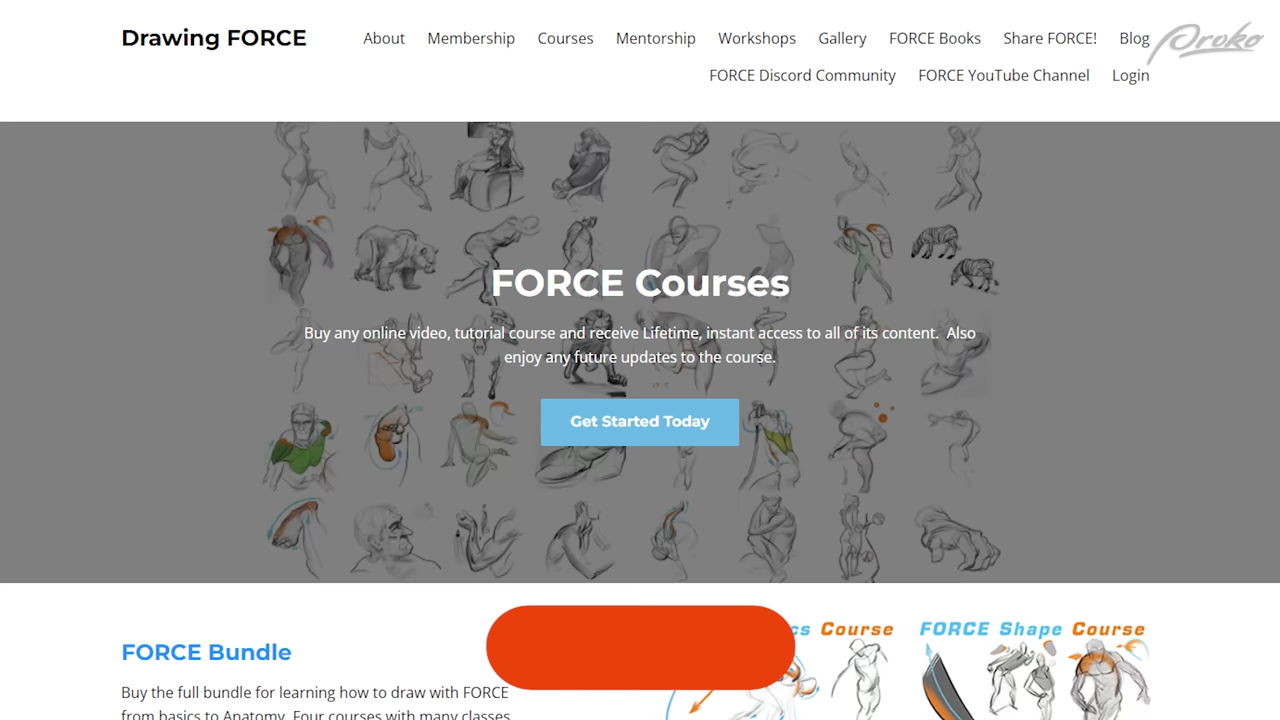 Drawing FORCE
About Membership Courses Mentorship Workshops Gallery FORCE Books Share FORCE! Blog
Proko
FORCE Discord Community FORCE YouTube Channel Login
FORCE Courses
Buy any online video, tutorial course and receive Lifetime, instant access to all of its content. Also
enjoy any future updates to the course.
Get Started Today
FORCE Bundle
Buy the full bundle for learning how to draw with FORCE
from basics to Anatomy. Four courses with many classes
Course
FORCE Shape Course